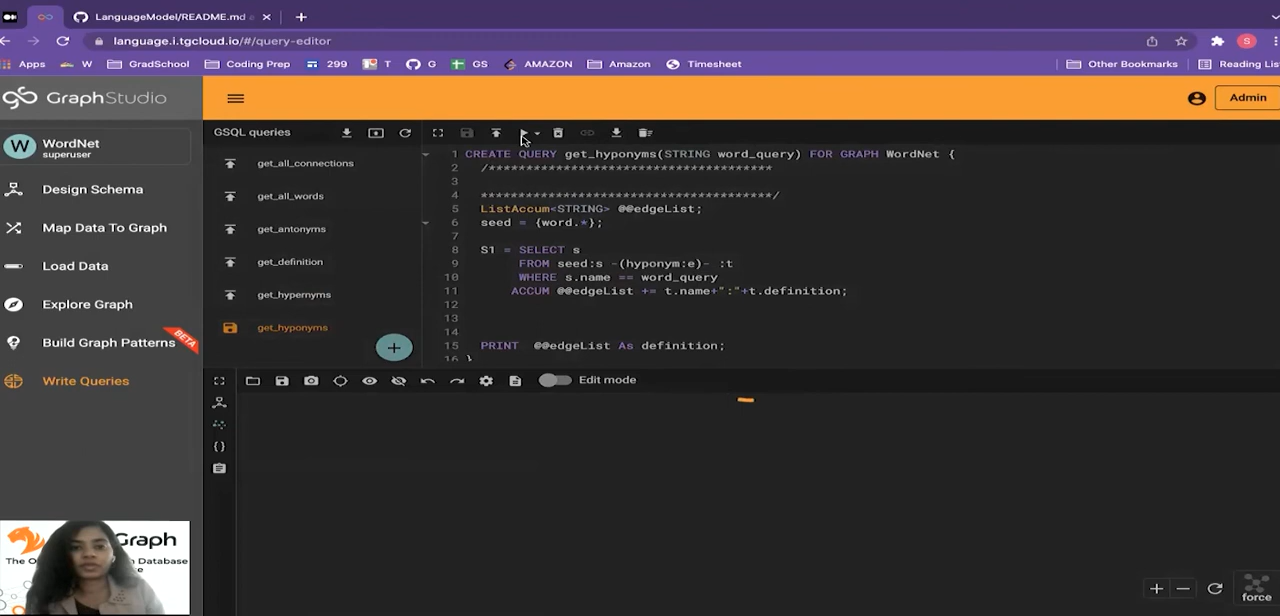 LanguageModel/README.md
language.i.tgcloud.io/#/query-editor
S
Apps
W
GradSchool
Coding Prep
299
T
G
GS
AMAZON
Amazon
Timesheet
Other Bookmarks
Reading List
GraphStudio
Admin
W
WordNet
superuser
GSQL queries
Design Schema
Map Data To Graph
Load Data
Explore Graph
Build Graph Patterns
BETA
Write Queries
get_all_connections
get_all_words
get_antonyms
get_definition
get_hypernyms
get_hyponyms
1 CREATE QUERY get_hyponyms(STRING word_query) FOR GRAPH WordNet {
2 /***************************************
3
4 ***************************************/
5 ListAccum<STRING> @@edgeList;
6 seed = {word.*};
7
8 S1 = SELECT s
9 FROM seed:s -(hyponym:e)- :t
10 WHERE s.name == word_query
11 ACCUM @@edgeList += t.name+":"+t.definition;
12
13
14
15 PRINT @@edgeList As definition;
16 }
Edit mode
force